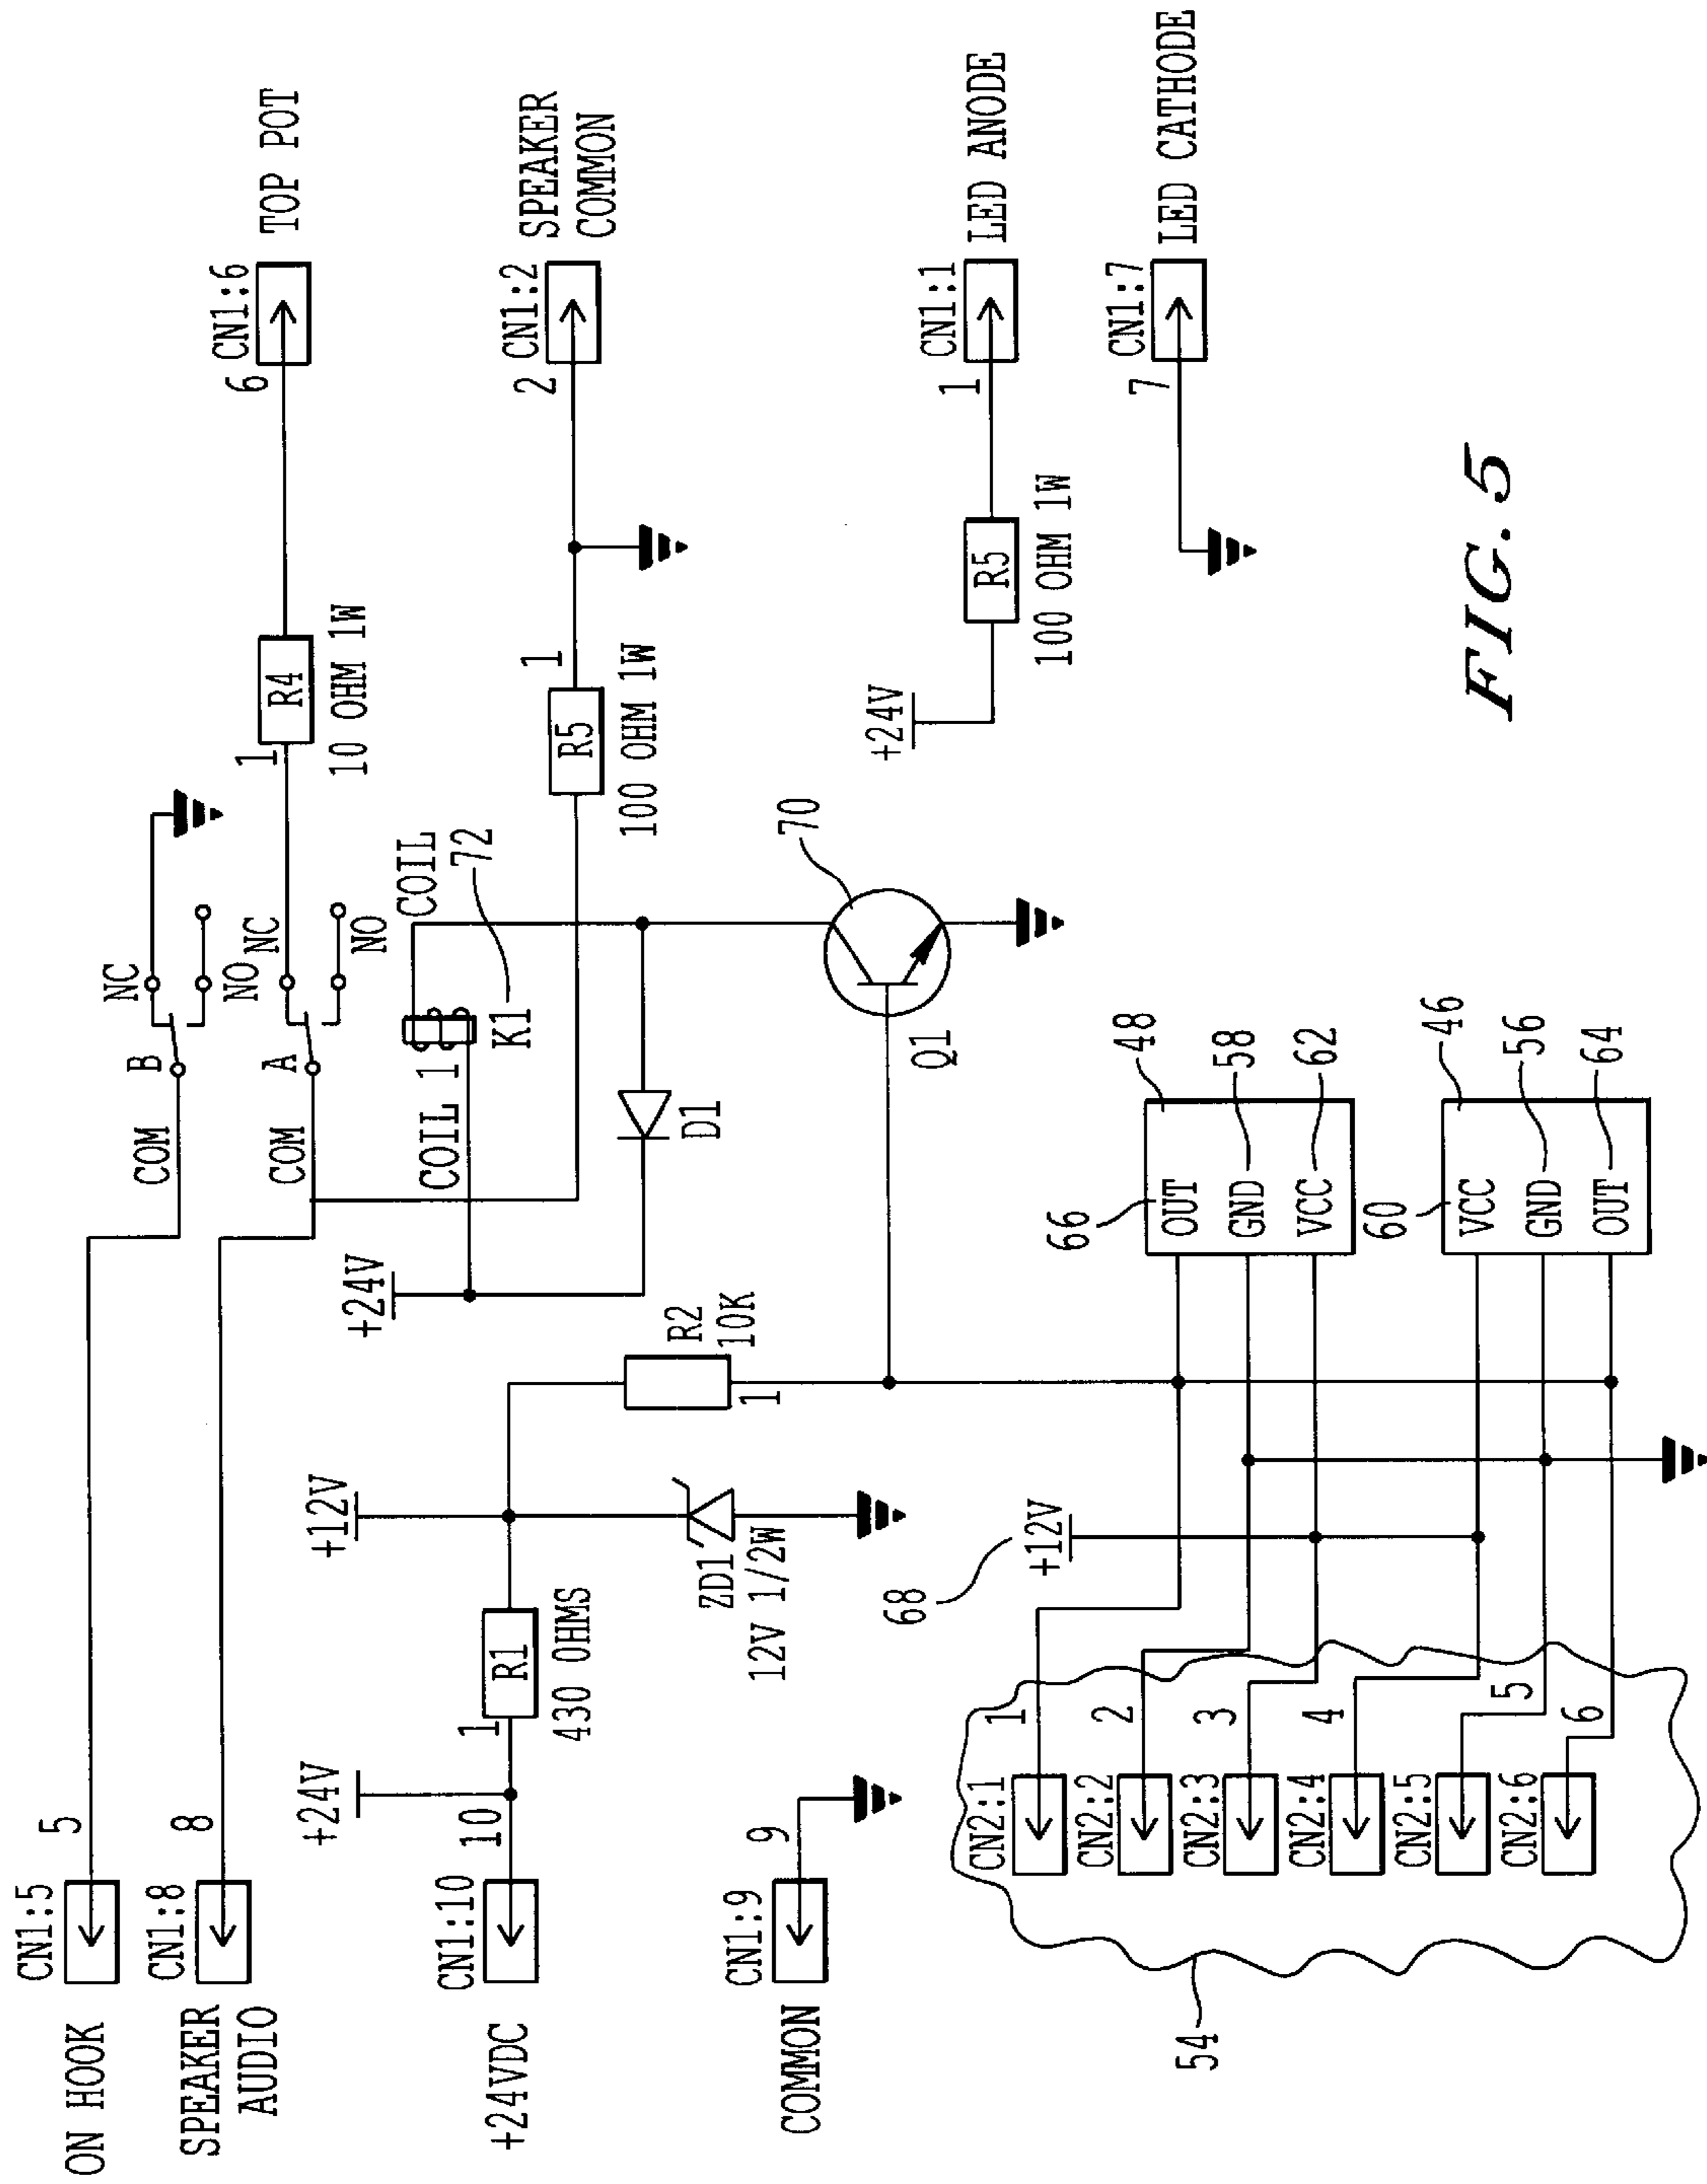 ON HOOK
CN1:5
5
COM
B
NC
NO
SPEAKER
AUDIO
CN1:8
8
COM
A
NC
NO
1
R4
10 OHM 1W
6
CN1:6
TOP POT
+24V
COIL 1
K1
COIL
72
D1
R5
1
100 OHM 1W
2
CN1:2
SPEAKER
COMMON
+24VDC
CN1:10
10
+24V
1
R1
430 OHMS
+12V
ZD1
12V 1/2W
R2
10K
1
Q1
70
+24V
R5
100 OHM 1W
1
CN1:1
LED ANODE
7
CN1:7
LED CATHODE
COMMON
CN1:9
9
54
CN2:1
1
CN2:2
2
CN2:3
3
CN2:4
4
CN2:5
5
CN2:6
6
68
+12V
66
OUT
48
GND
58
VCC
62
60
VCC
46
GND
56
OUT
64
FIG. 5